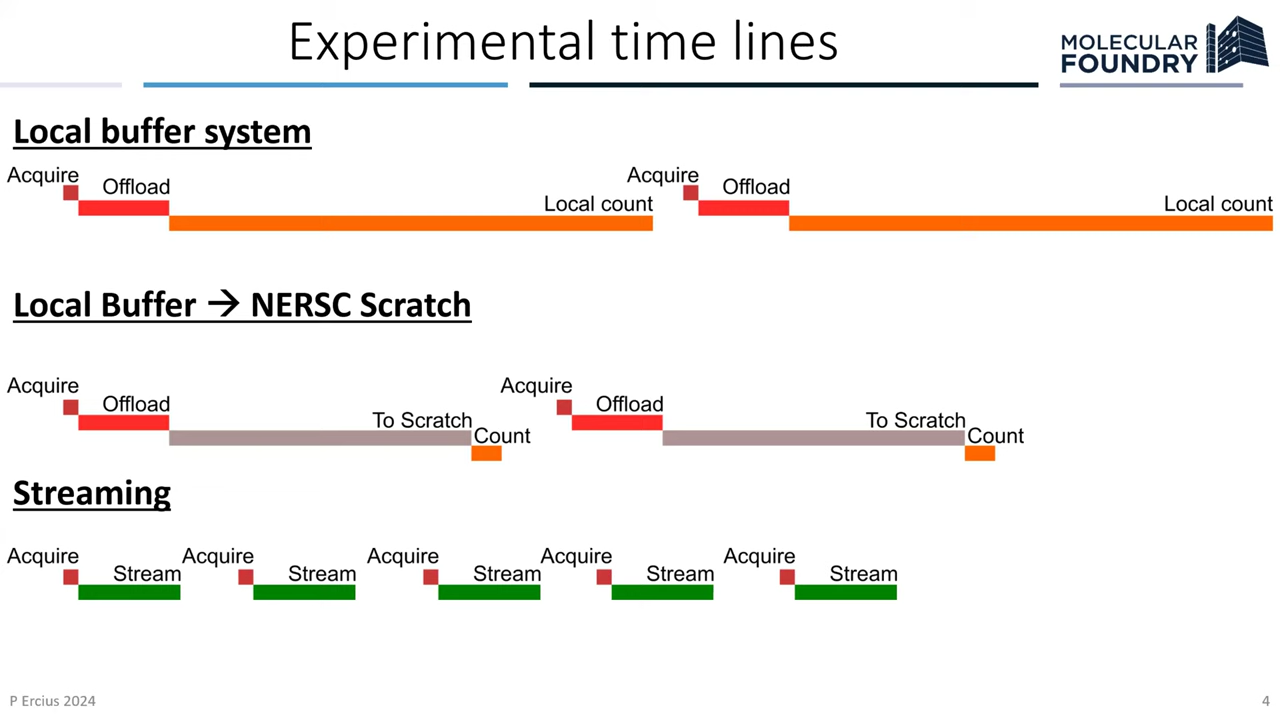 Experimental time lines
MOLECULAR
FOUNDRY
Local buffer system
Acquire
Offload
Local count
Acquire
Offload
Local count
Local Buffer → NERSC Scratch
Acquire
Offload
To Scratch
Count
Acquire
Offload
To Scratch
Count
Streaming
Acquire
Stream
Acquire
Stream
Acquire
Stream
Acquire
Stream
Acquire
Stream
P Ercius 2024
4